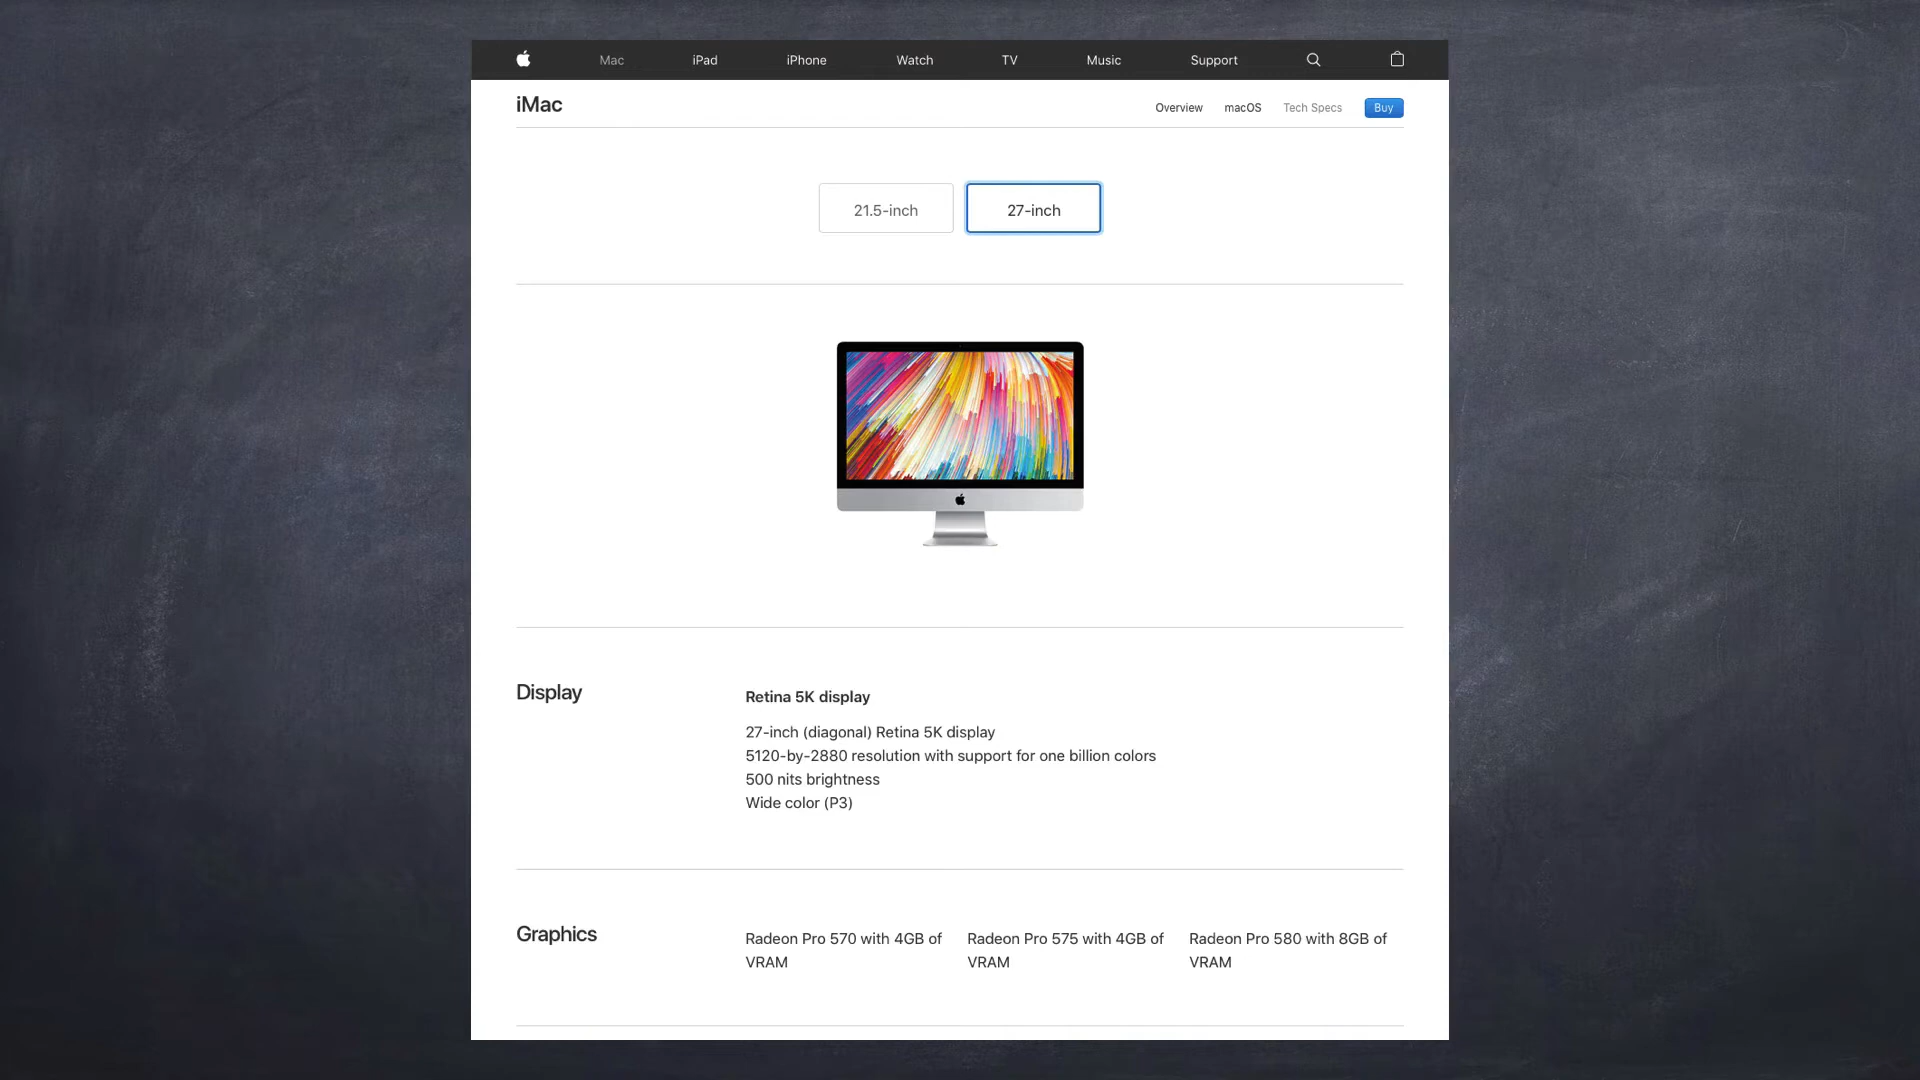 Mac iPad iPhone Watch TV Music Support
iMac
Overview macOS Tech Specs Buy
21.5-inch 27-inch
Display
Retina 5K display
27-inch (diagonal) Retina 5K display
5120-by-2880 resolution with support for one billion colors
500 nits brightness
Wide color (P3)
Graphics
Radeon Pro 570 with 4GB of
VRAM
Radeon Pro 575 with 4GB of
VRAM
Radeon Pro 580 with 8GB of
VRAM